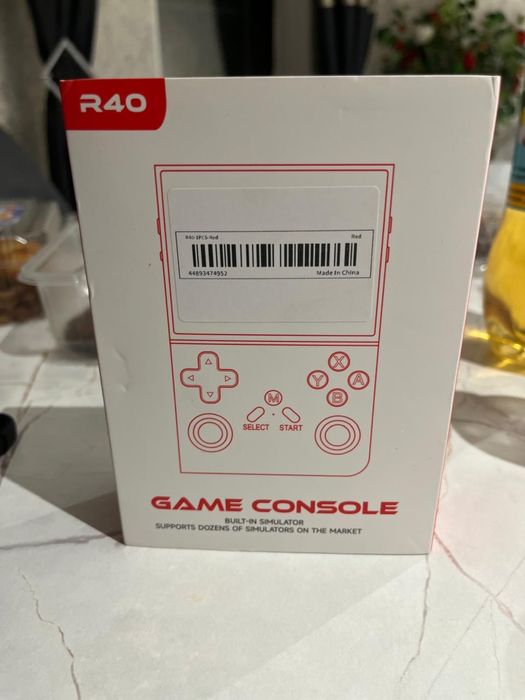 R40
R40-1PCS-Red Red
44893474952 Made In China
X
Y A
B
M
SELECT START
GAME CONSOLE
BUILT-IN SIMULATOR
SUPPORTS DOZENS OF SIMULATORS ON THE MARKET